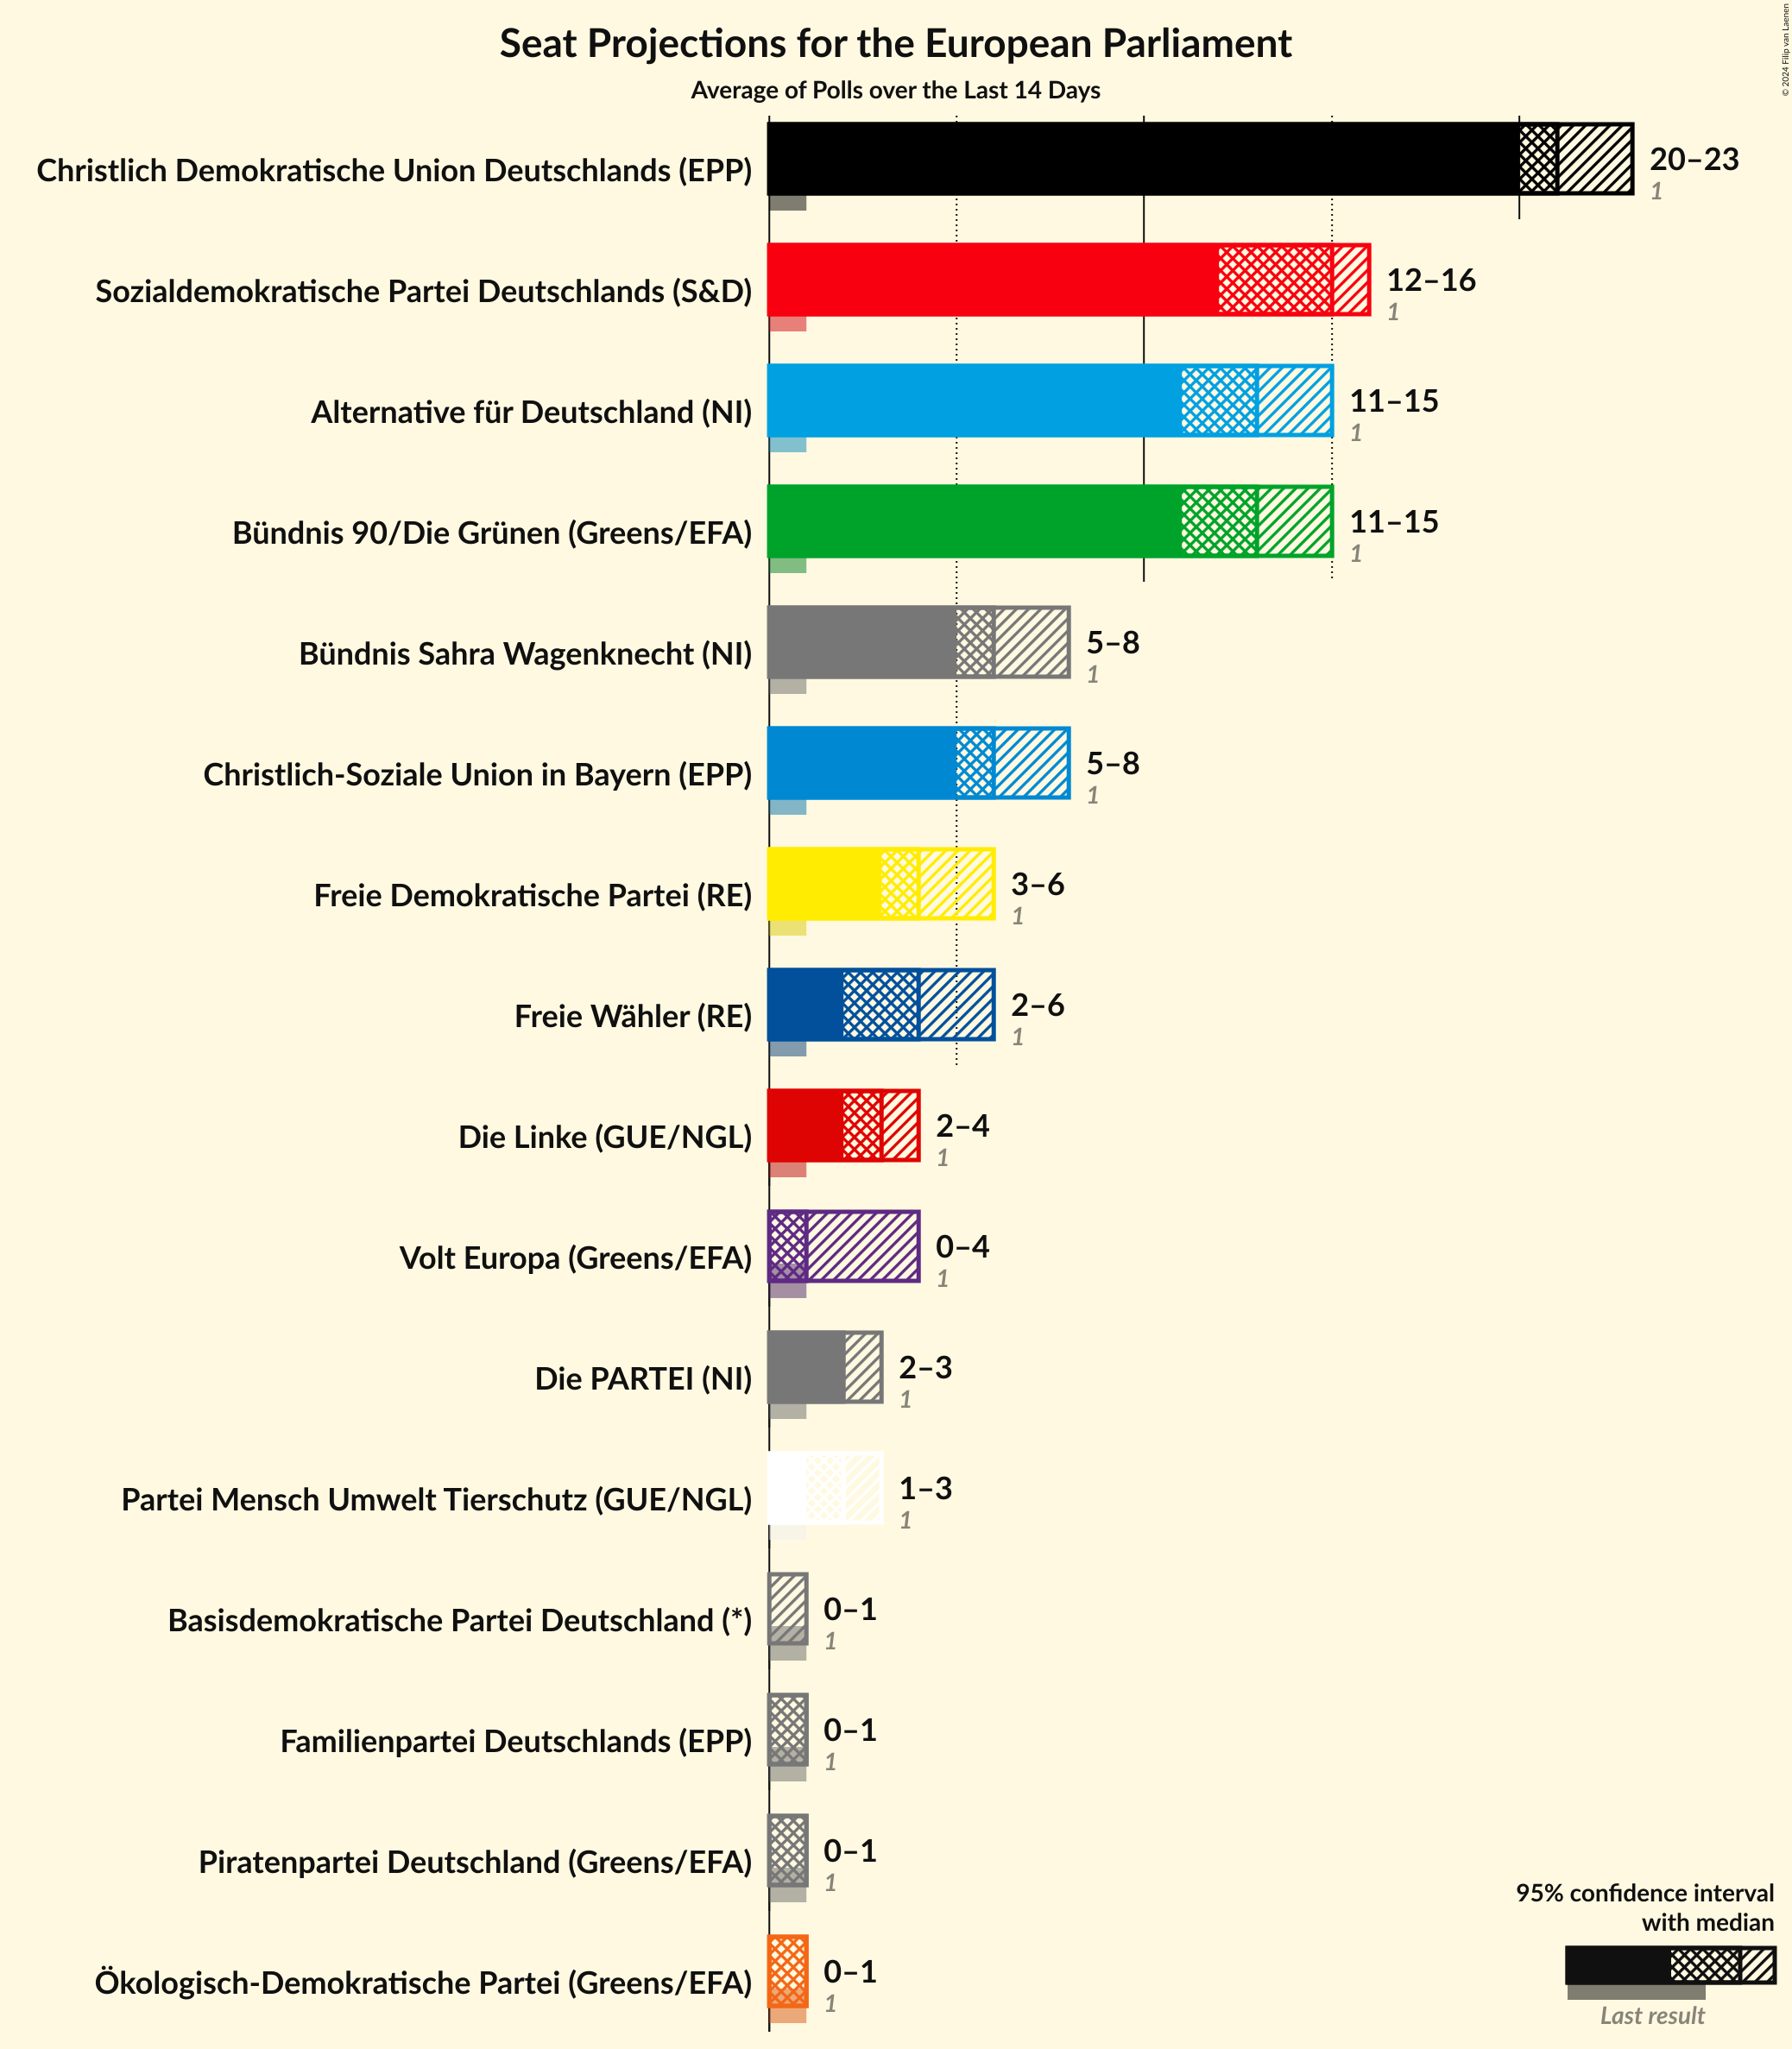 Seat Projections for the European Parliament
Average of Polls over the Last 14 Days
© 2024 Filip van Laenen
Christlich Demokratische Union Deutschlands (EPP)
20–23
1
Sozialdemokratische Partei Deutschlands (S&D)
12–16
1
Alternative für Deutschland (NI)
11–15
1
Bündnis 90/Die Grünen (Greens/EFA)
11–15
1
Bündnis Sahra Wagenknecht (NI)
5–8
1
Christlich-Soziale Union in Bayern (EPP)
5–8
1
Freie Demokratische Partei (RE)
3–6
1
Freie Wähler (RE)
2–6
1
Die Linke (GUE/NGL)
2–4
1
Volt Europa (Greens/EFA)
0–4
1
Die PARTEI (NI)
2–3
1
Partei Mensch Umwelt Tierschutz (GUE/NGL)
1–3
1
Basisdemokratische Partei Deutschland (*)
0–1
1
Familienpartei Deutschlands (EPP)
0–1
1
Piratenpartei Deutschland (Greens/EFA)
0–1
1
Ökologisch-Demokratische Partei (Greens/EFA)
0–1
1
95% confidence interval
with median
Last result